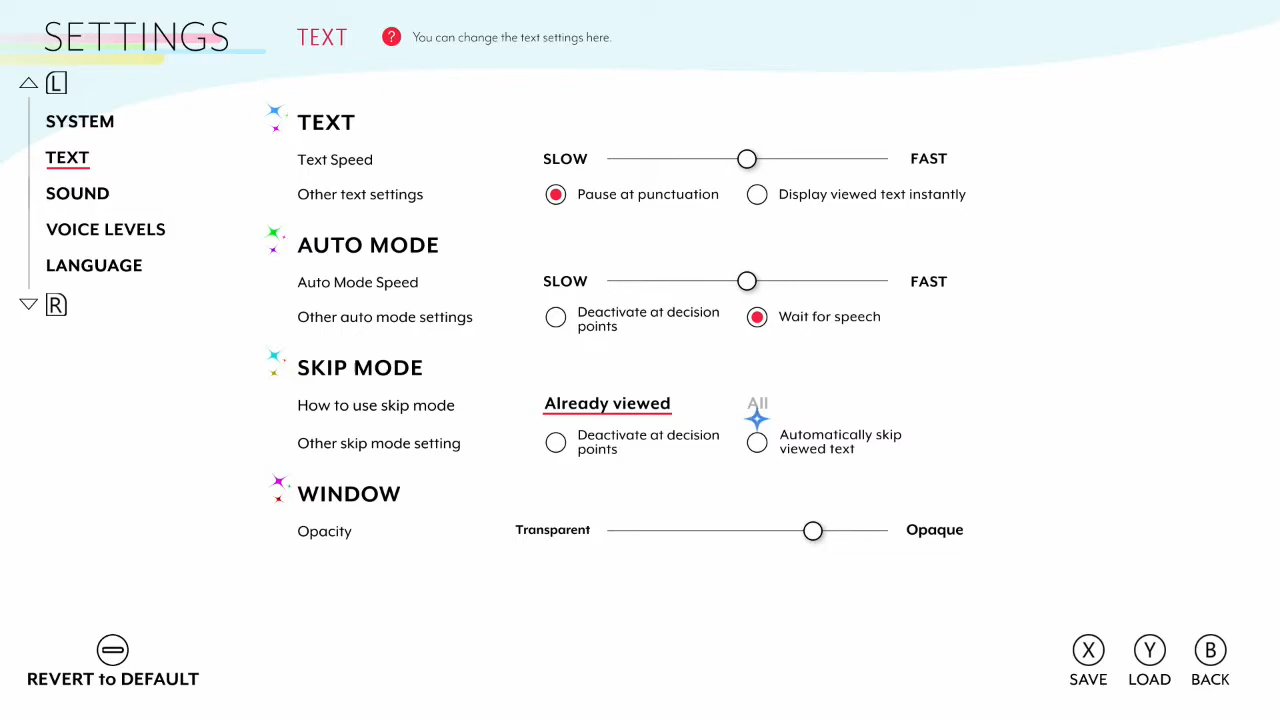 SETTINGS
TEXT
? You can change the text settings here.
L
SYSTEM
TEXT
SOUND
VOICE LEVELS
LANGUAGE
R
TEXT
Text Speed SLOW FAST
Other text settings Pause at punctuation Display viewed text instantly
AUTO MODE
Auto Mode Speed SLOW FAST
Other auto mode settings Deactivate at decision
points Wait for speech
SKIP MODE
How to use skip mode Already viewed All
Other skip mode setting Deactivate at decision
points Automatically skip
viewed text
WINDOW
Opacity Transparent Opaque
REVERT to DEFAULT
X Y B
SAVE LOAD BACK